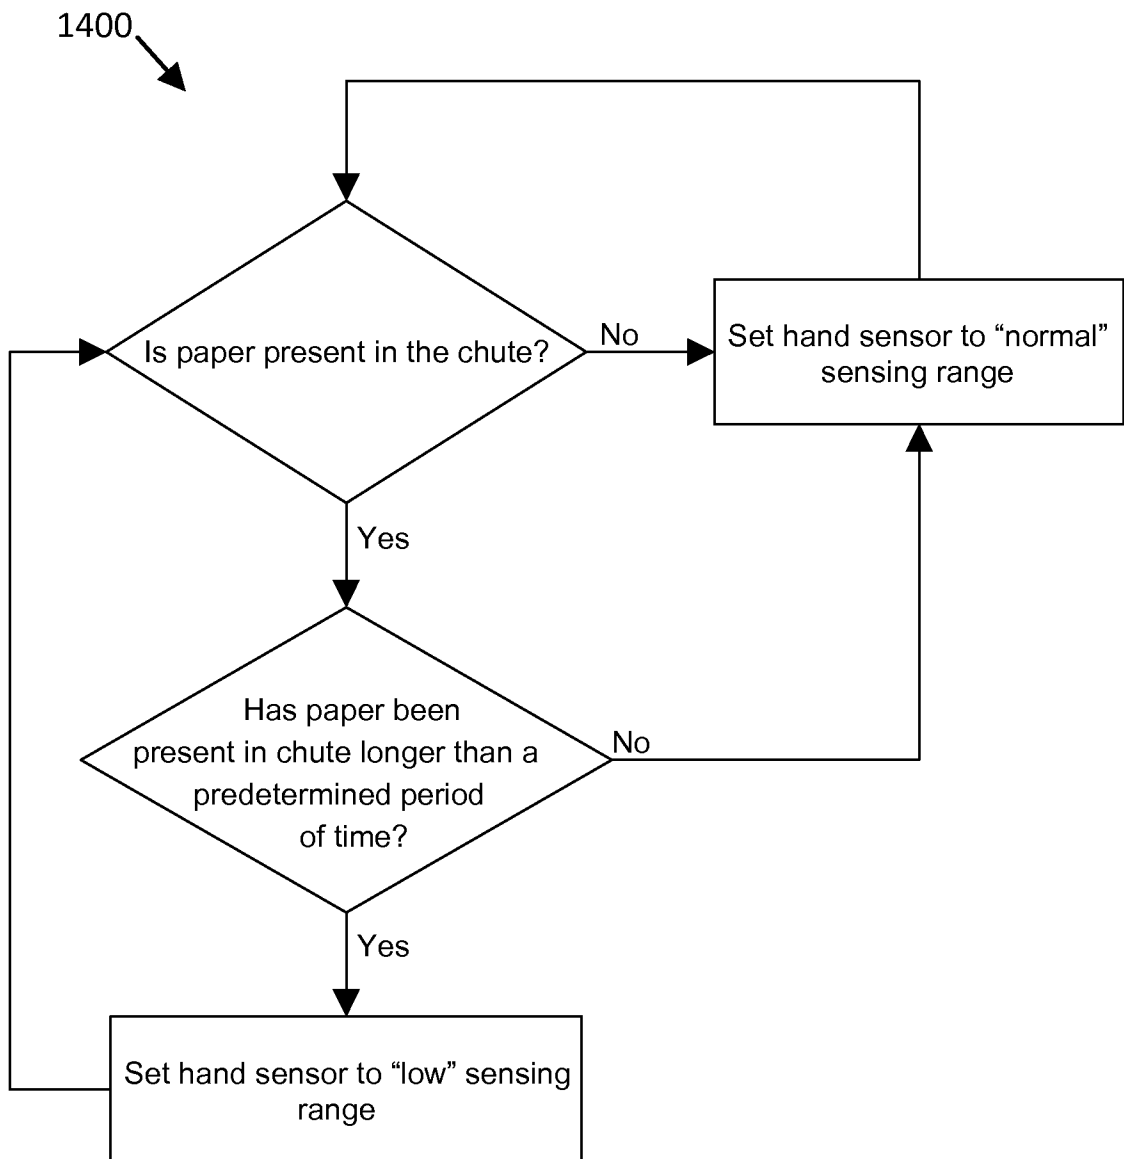 1400
Is paper present in the chute?
No
Set hand sensor to “normal”
sensing range
Yes
Has paper been
present in chute longer than a
predetermined period
of time?
No
Yes
Set hand sensor to “low” sensing
range